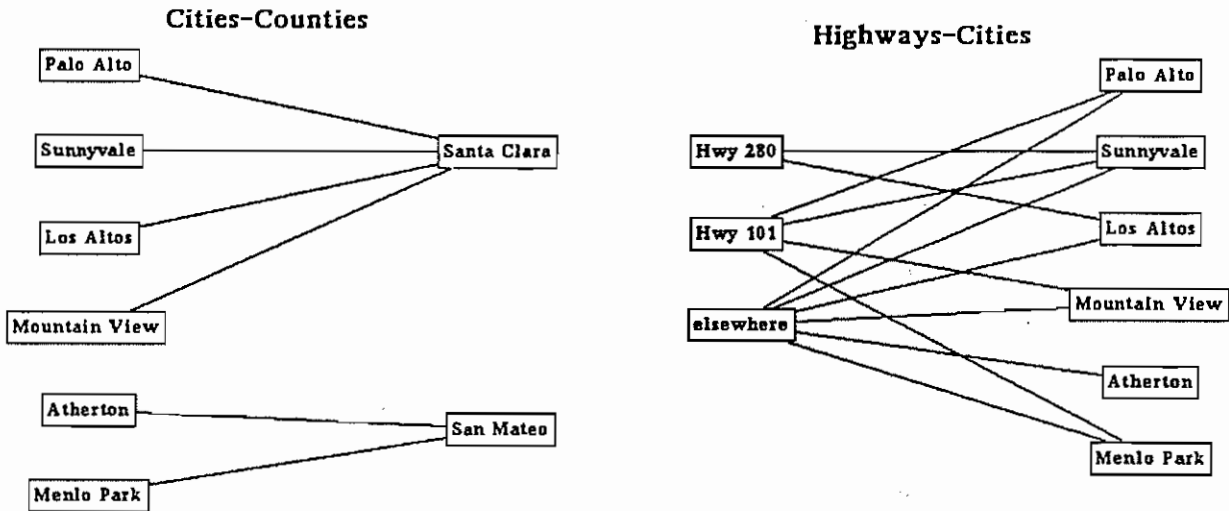 Cities-Counties
Palo Alto
Sunnyvale
Santa Clara
Los Altos
Mountain View
Atherton
San Mateo
Menlo Park
Highways-Cities
Palo Alto
Hwy 280
Sunnyvale
Hwy 101
Los Altos
elsewhere
Mountain View
Atherton
Menlo Park